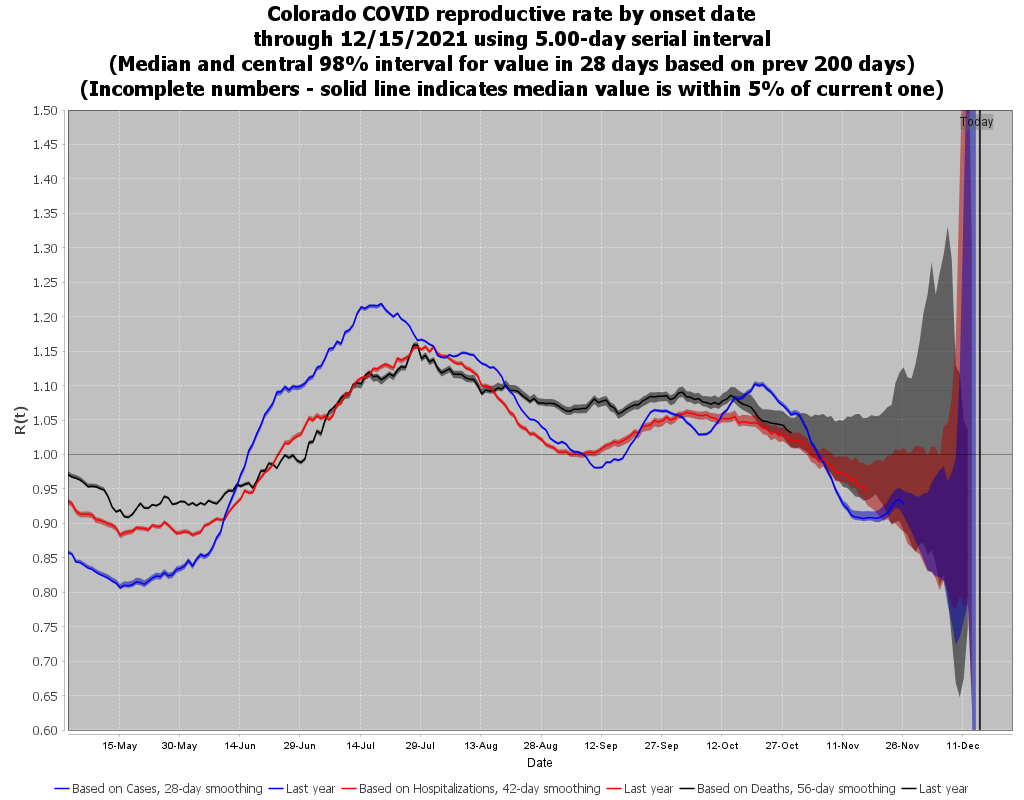 Colorado COVID reproductive rate by onset date
through 12/15/2021 using 5.00-day serial interval
(Median and central 98% interval for value in 28 days based on prev 200 days)
(Incomplete numbers - solid line indicates median value is within 5% of current one)
Today
1.50
1.45
1.40
1.35
1.30
1.25
1.20
1.15
1.10
1.05
1.00
0.95
0.90
0.85
0.80
0.75
0.70
0.65
0.60
R(t)
15-May 30-May 14-Jun 29-Jun 14-Jul 29-Jul 13-Aug 28-Aug 12-Sep 27-Sep 12-Oct 27-Oct 11-Nov 26-Nov 11-Dec
Date
Based on Cases, 28-day smoothing Last year Based on Hospitalizations, 42-day smoothing Last year Based on Deaths, 56-day smoothing Last year